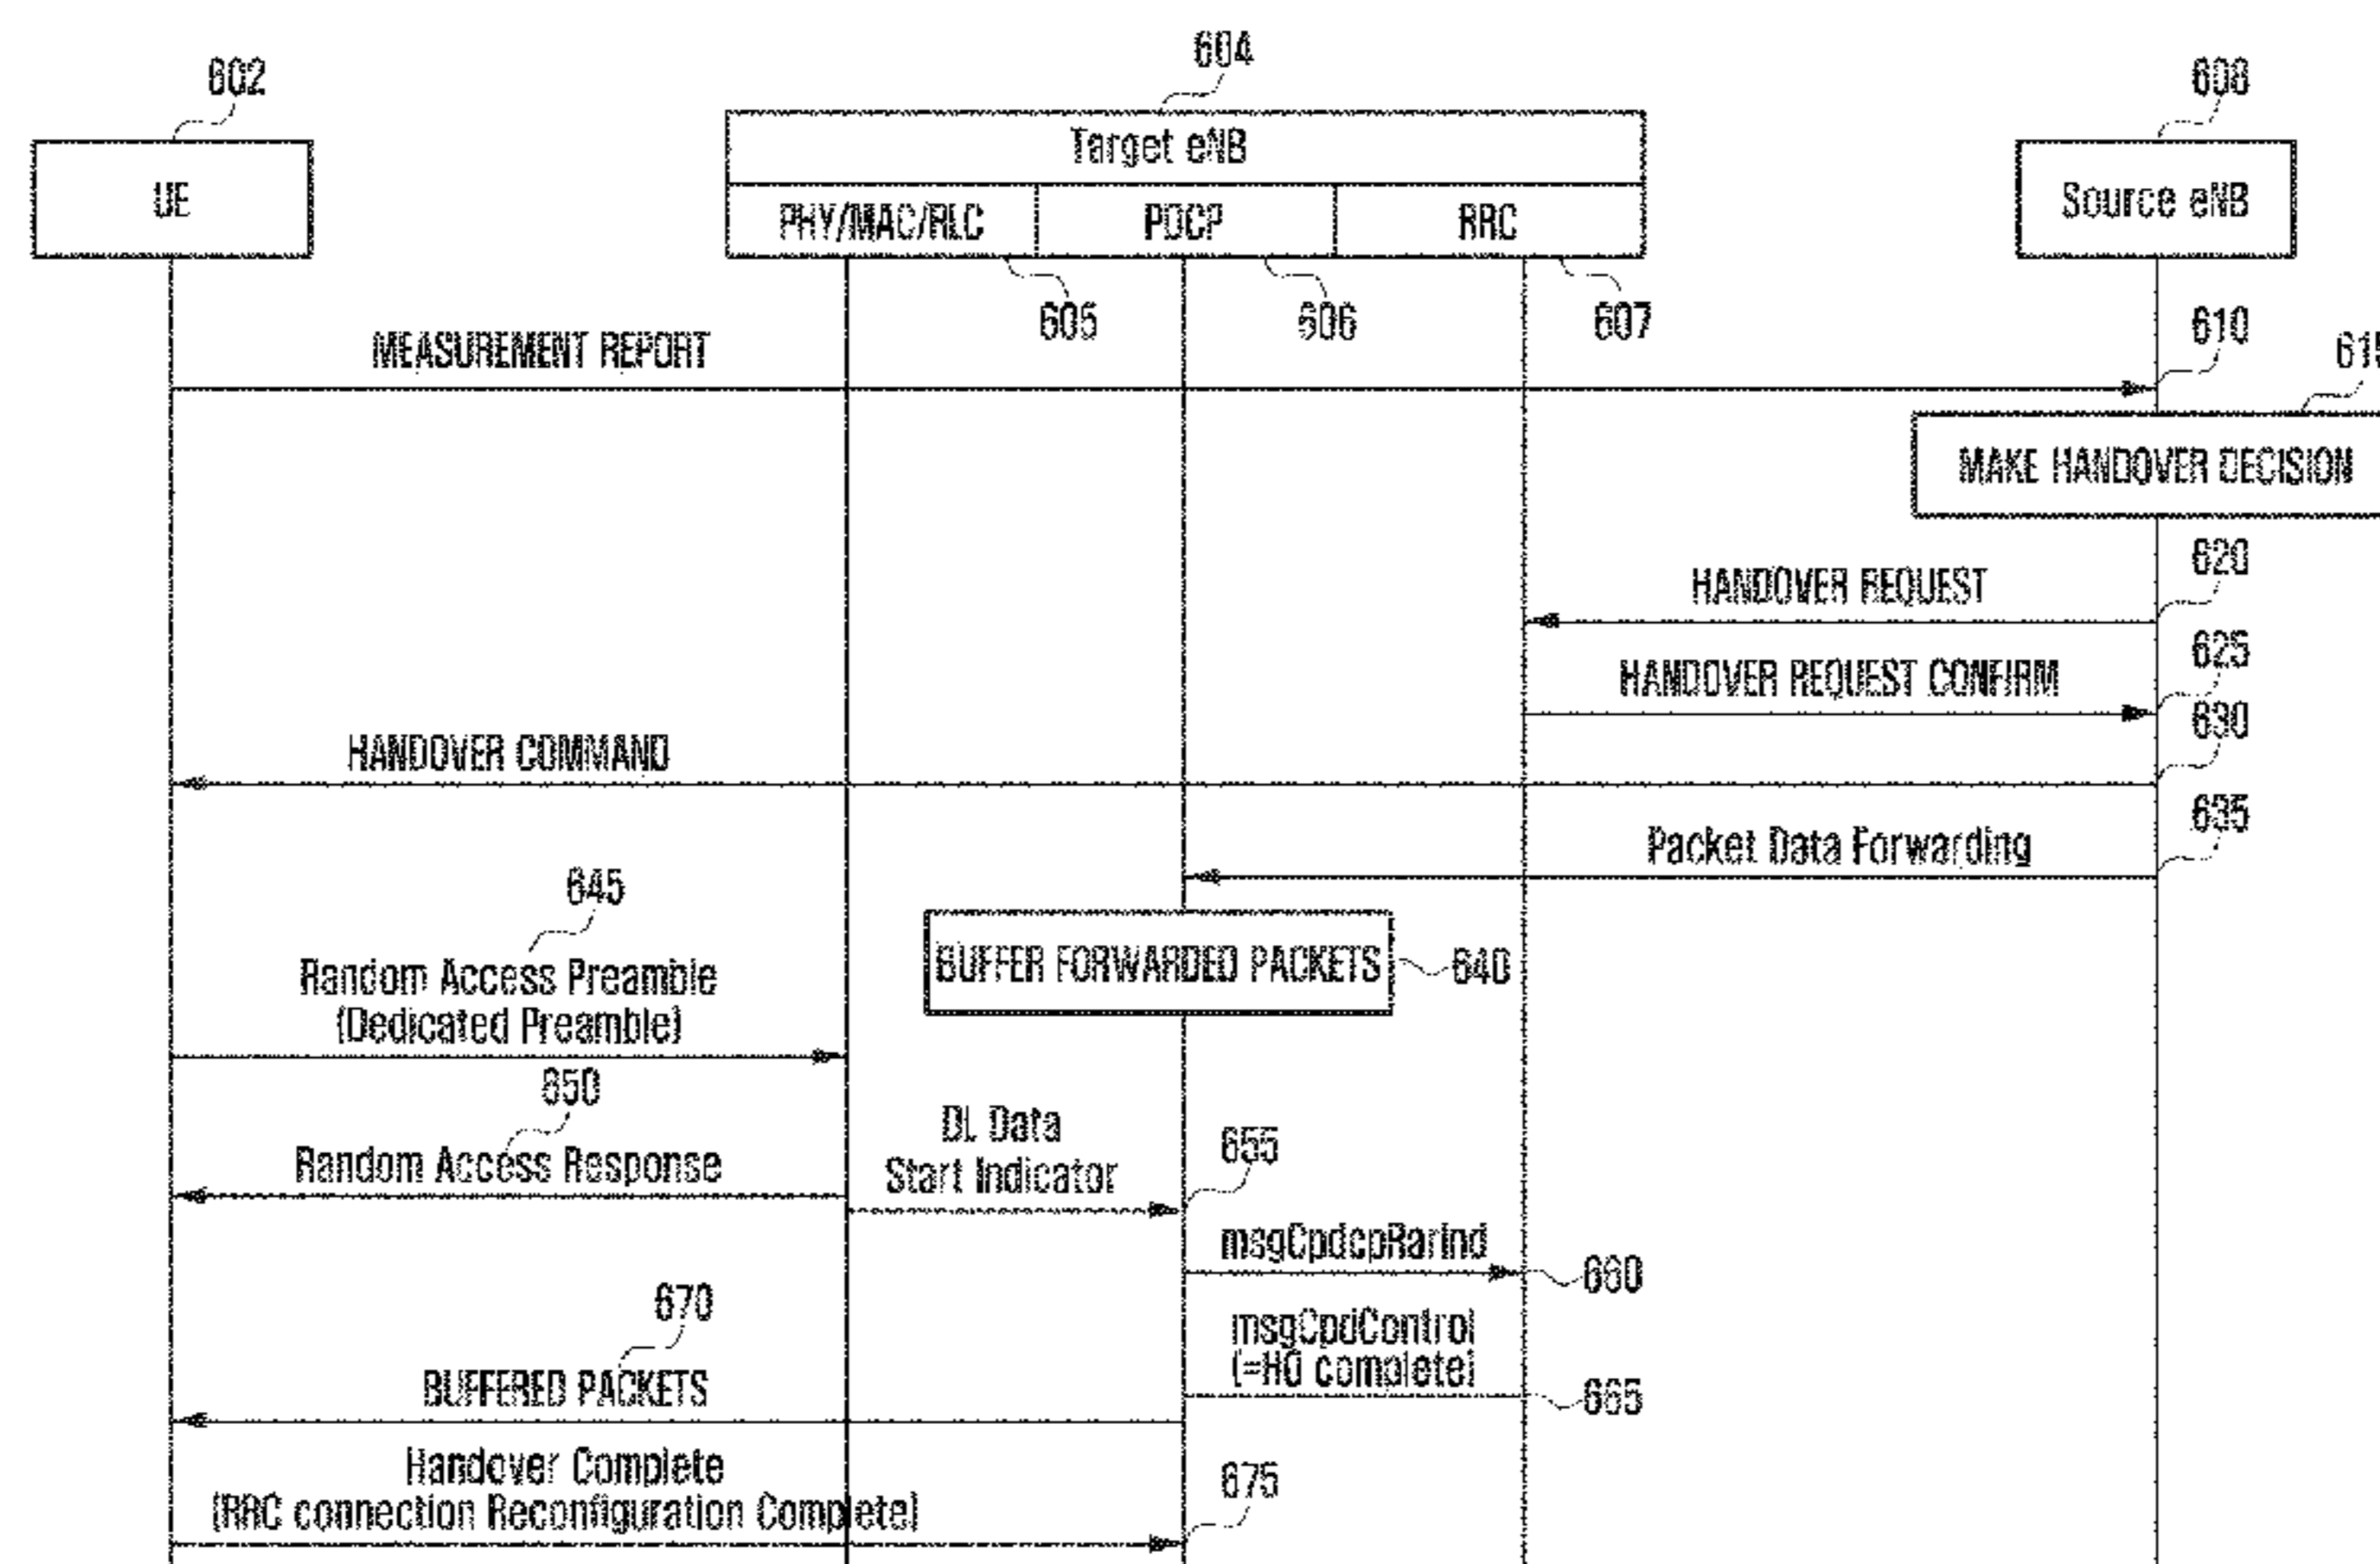 604
602
608
Target eNB
UE
Source eNB
PHY/MAC/RLC
PDCP
RRC
605
606
607
610
MEASUREMENT REPORT
615
MAKE HANDOVER DECISION
620
HANDOVER REQUEST
625
HANDOVER REQUEST CONFIRM
630
HANDOVER COMMAND
635
Packet Data Forwarding
645
BUFFER FORWARDED PACKETS
640
Random Access Preamble
(Dedicated Preamble)
650
DL Data
Start Indicator
655
Random Access Response
msgCpdcpRarInd
660
670
msgCpdControl
(=HO complete)
665
BUFFERED PACKETS
Handover Complete
(RRC connection Reconfiguration Complete)
675